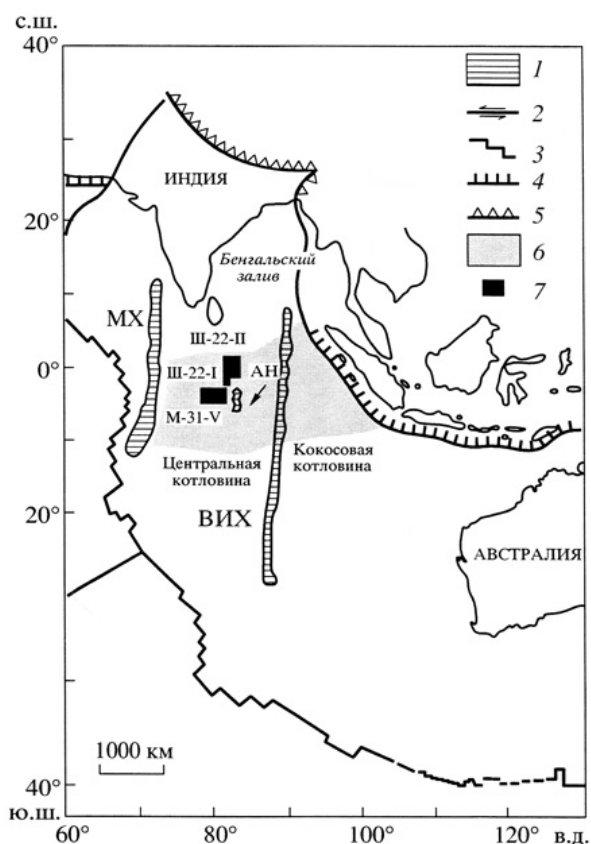 с.ш.
40°
1
2
3
ИНДИЯ
4
20°
5
Бенгальский
залив
6
МХ
7
Ш-22-II
0°
Ш-22-I
АН
М-31-V
Центральная
котловина
Кокосовая
котловина
20°
ВИХ
АВСТРАЛИЯ
1000 км
40°
ю.ш.
60° 80° 100° 120° в.д.